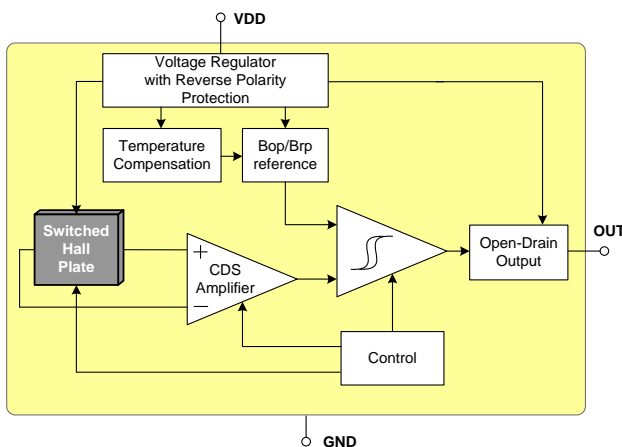 VDD
Voltage Regulator
with Reverse Polarity
Protection
Temperature
Compensation
Bop/Brp
reference
Switched
Hall
Plate
+
−
CDS
Amplifier
Open-Drain
Output
OUT
Control
GND